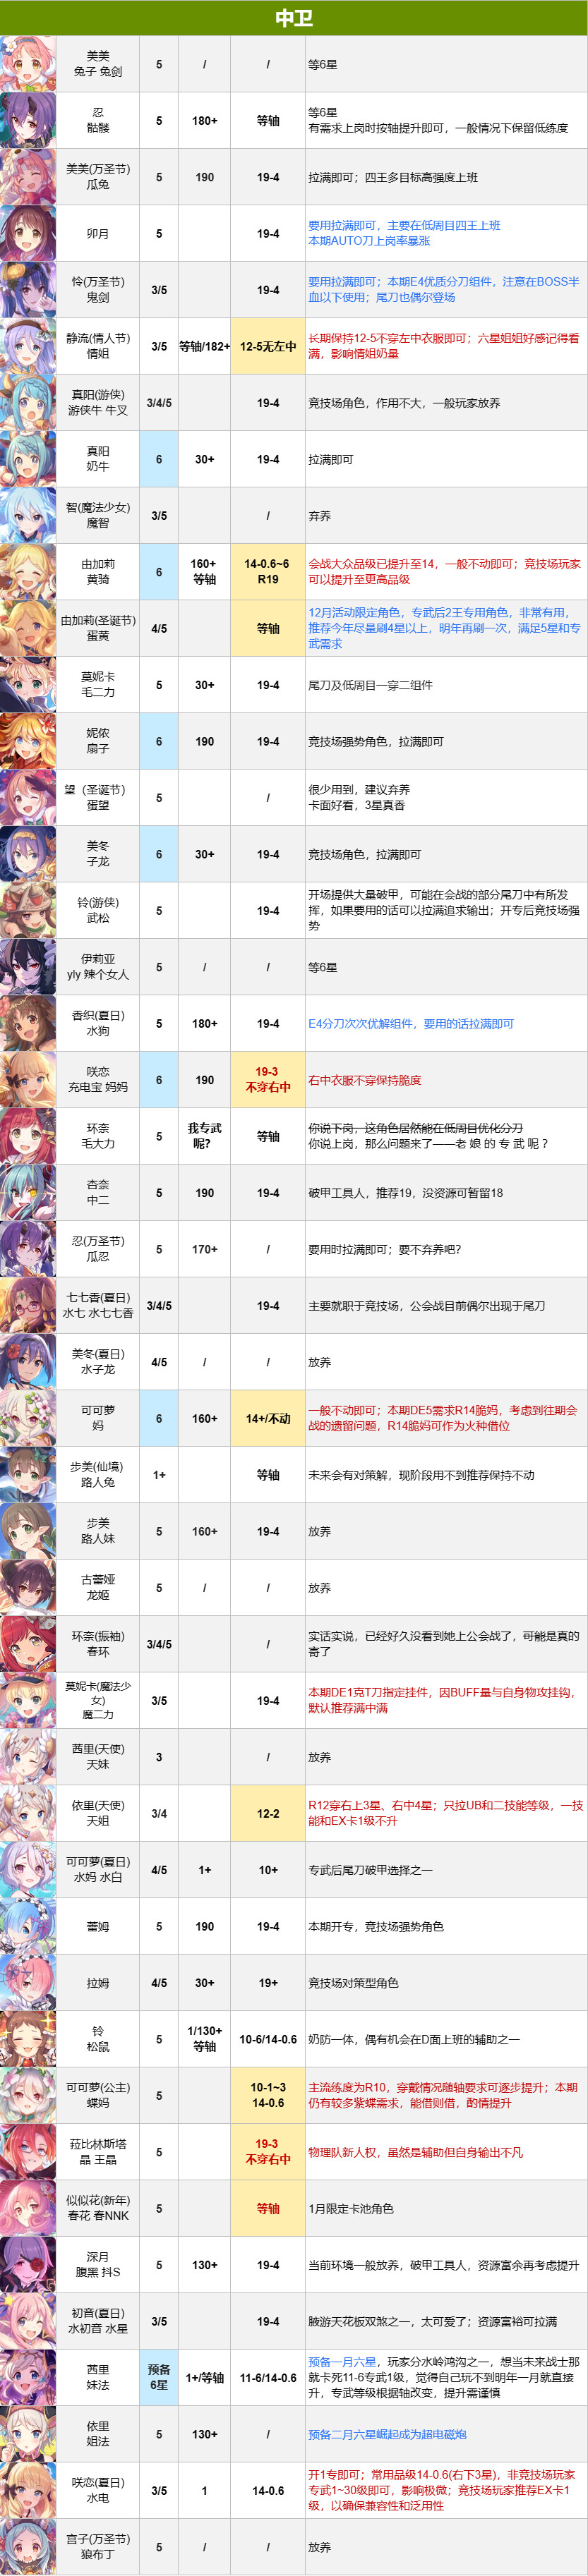 中卫
美美
兔子 兔剑
5
/
/
等6星
忍
骷髅
5
180+
等轴
等6星
有需求上岗时按轴提升即可，一般情况下保留低练度
美美(万圣节)
瓜兔
5
190
19-4
拉满即可；四王多目标高强度上班
卯月
5
19-4
要用拉满即可，主要在低周目四王上班
本期AUTO刀上岗率暴涨
怜(万圣节)
鬼剑
3/5
19-4
要用拉满即可；本期E4优质分刀组件，注意在BOSS半
血以下使用；尾刀也偶尔登场
静流(情人节)
情姐
3/5
等轴/182+
12-5无左中
长期保持12-5不穿左中衣服即可；六星姐姐好感记得看
满，影响情姐奶量
真阳(游侠)
游侠牛 牛叉
3/4/5
19-4
竞技场角色，作用不大，一般玩家放养
真阳
奶牛
6
30+
19-4
拉满即可
智(魔法少女)
魔智
3/5
/
弃养
由加莉
黄骑
6
160+
等轴
14-0.6~6
R19
会战大众品级已提升至14，一般不动即可；竞技场玩家
可以提升至更高品级
由加莉(圣诞节)
蛋黄
4/5
等轴
12月活动限定角色，专武后2王专用角色，非常有用，
推荐今年尽量刷4星以上，明年再刷一次，满足5星和专
武需求
莫妮卡
毛二力
5
30+
19-4
尾刀及低周目一穿二组件
妮侬
扇子
6
190
19-4
竞技场强势角色，拉满即可
望（圣诞节）
蛋望
5
/
很少用到，建议弃养
卡面好看，3星真香
美冬
子龙
6
30+
19-4
竞技场角色，拉满即可
铃(游侠)
武松
5
19-4
开场提供大量破甲，可能在会战的部分尾刀中有所发
挥，如果要用的话可以拉满追求输出；开专后竞技场强
势
伊莉亚
yly 辣个女人
5
/
/
等6星
香织(夏日)
水狗
5
180+
19-4
E4分刀次次优解组件，要用的话拉满即可
咲恋
充电宝 妈妈
6
190
19-3
不穿右中
右中衣服不穿保持脆度
环奈
毛大力
5
我专武
呢?
等轴
你说下岗，这角色居然能在低周目优化分刀
你说上岗，那么问题来了——老 娘 的 专 武 呢 ?
杏奈
中二
5
190
19-4
破甲工具人，推荐19，没资源可暂留18
忍(万圣节)
瓜忍
5
170+
/
要用时拉满即可；要不弃养吧?
七七香(夏日)
水七 水七七香
3/4/5
19-4
主要就职于竞技场，公会战目前偶尔出现于尾刀
美冬(夏日)
水子龙
4/5
/
/
放养
可可萝
妈
6
160+
14+/不动
一般不动即可；本期DE5需求R14脆妈，考虑到往期会
战的遗留问题，R14脆妈可作为火种借位
步美(仙境)
路人兔
1+
等轴
未来会有对策解，现阶段用不到推荐保持不动
步美
路人妹
5
160+
19-4
放养
古蕾娅
龙姬
5
/
/
放养
环奈(振袖)
春环
3/4/5
/
实话实说，已经好久没看到她上公会战了，可能是真的
寄了
莫妮卡(魔法少
女)
魔二力
3/5
19-4
本期DE1克T刀指定挂件，因BUFF量与自身物攻挂钩，
默认推荐满中满
茜里(天使)
天妹
3
/
放养
依里(天使)
天姐
3/4
12-2
R12穿右上3星、右中4星；只拉UB和二技能等级，一技
能和EX卡1级不升
可可萝(夏日)
水妈 水白
4/5
1+
10+
专武后尾刀破甲选择之一
蕾姆
5
190
19-4
本期开专，竞技场强势角色
拉姆
4/5
30+
19+
竞技场对策型角色
铃
松鼠
5
1/130+
等轴
10-6/14-0.6
奶防一体，偶有机会在D面上班的辅助之一
可可萝(公主)
蝶妈
5
10-1~3
14-0.6
主流练度为R10，穿戴情况随轴要求可逐步提升；本期
仍有较多紫蝶需求，能借则借，酌情提升
菈比林斯塔
晶 王晶
5
19-3
不穿右中
物理队新人权，虽然是辅助但自身输出不凡
似似花(新年)
春花 春NNK
5
等轴
1月限定卡池角色
深月
腹黑 抖S
5
130+
19-4
当前环境一般放养，破甲工具人，资源富余再考虑提升
初音(夏日)
水初音 水星
3/5
19-4
腋游天花板双煞之一，太可爱了；资源富裕可拉满
茜里
妹法
预备
6星
1+/等轴
11-6/14-0.6
预备一月六星，玩家分水岭鸿沟之一，想当未来战士那
就卡死11-6专武1级，觉得自己玩不到明年一月就直接
升，专武等级根据轴改变，提升需谨慎
依里
姐法
5
130+
/
预备二月六星崛起成为超电磁炮
咲恋(夏日)
水电
3/5
1
14-0.6
开1专即可；常用品级14-0.6(右下3星)，非竞技场玩家
专武1~30级即可，影响极微；竞技场玩家推荐EX卡1
级，以确保兼容性和泛用性
宫子(万圣节)
狼布丁
5
/
/
放养